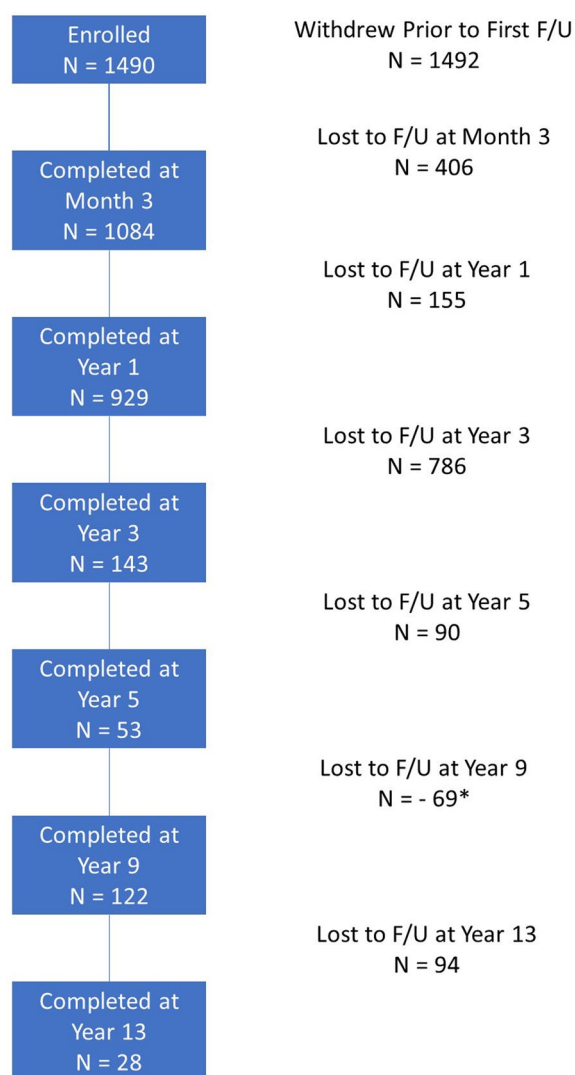 Enrolled
N = 1490
Withdrew Prior to First F/U
N = 1492
Lost to F/U at Month 3
N = 406
Completed at
Month 3
N = 1084
Lost to F/U at Year 1
N = 155
Completed at
Year 1
N = 929
Lost to F/U at Year 3
N = 786
Completed at
Year 3
N = 143
Lost to F/U at Year 5
N = 90
Completed at
Year 5
N = 53
Lost to F/U at Year 9
N = - 69*
Completed at
Year 9
N = 122
Lost to F/U at Year 13
N = 94
Completed at
Year 13
N = 28